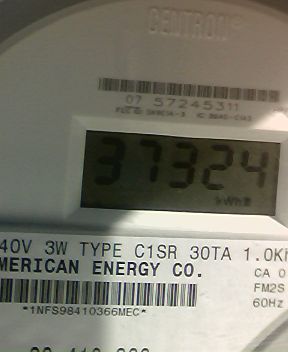 CENTRON®
07 57245311
37324
kWh
40V 3W TYPE C1SR 30TA 1.0K
MERICAN ENERGY CO.
CA 0
FM2S
60Hz
*1NFS98410366MEC*